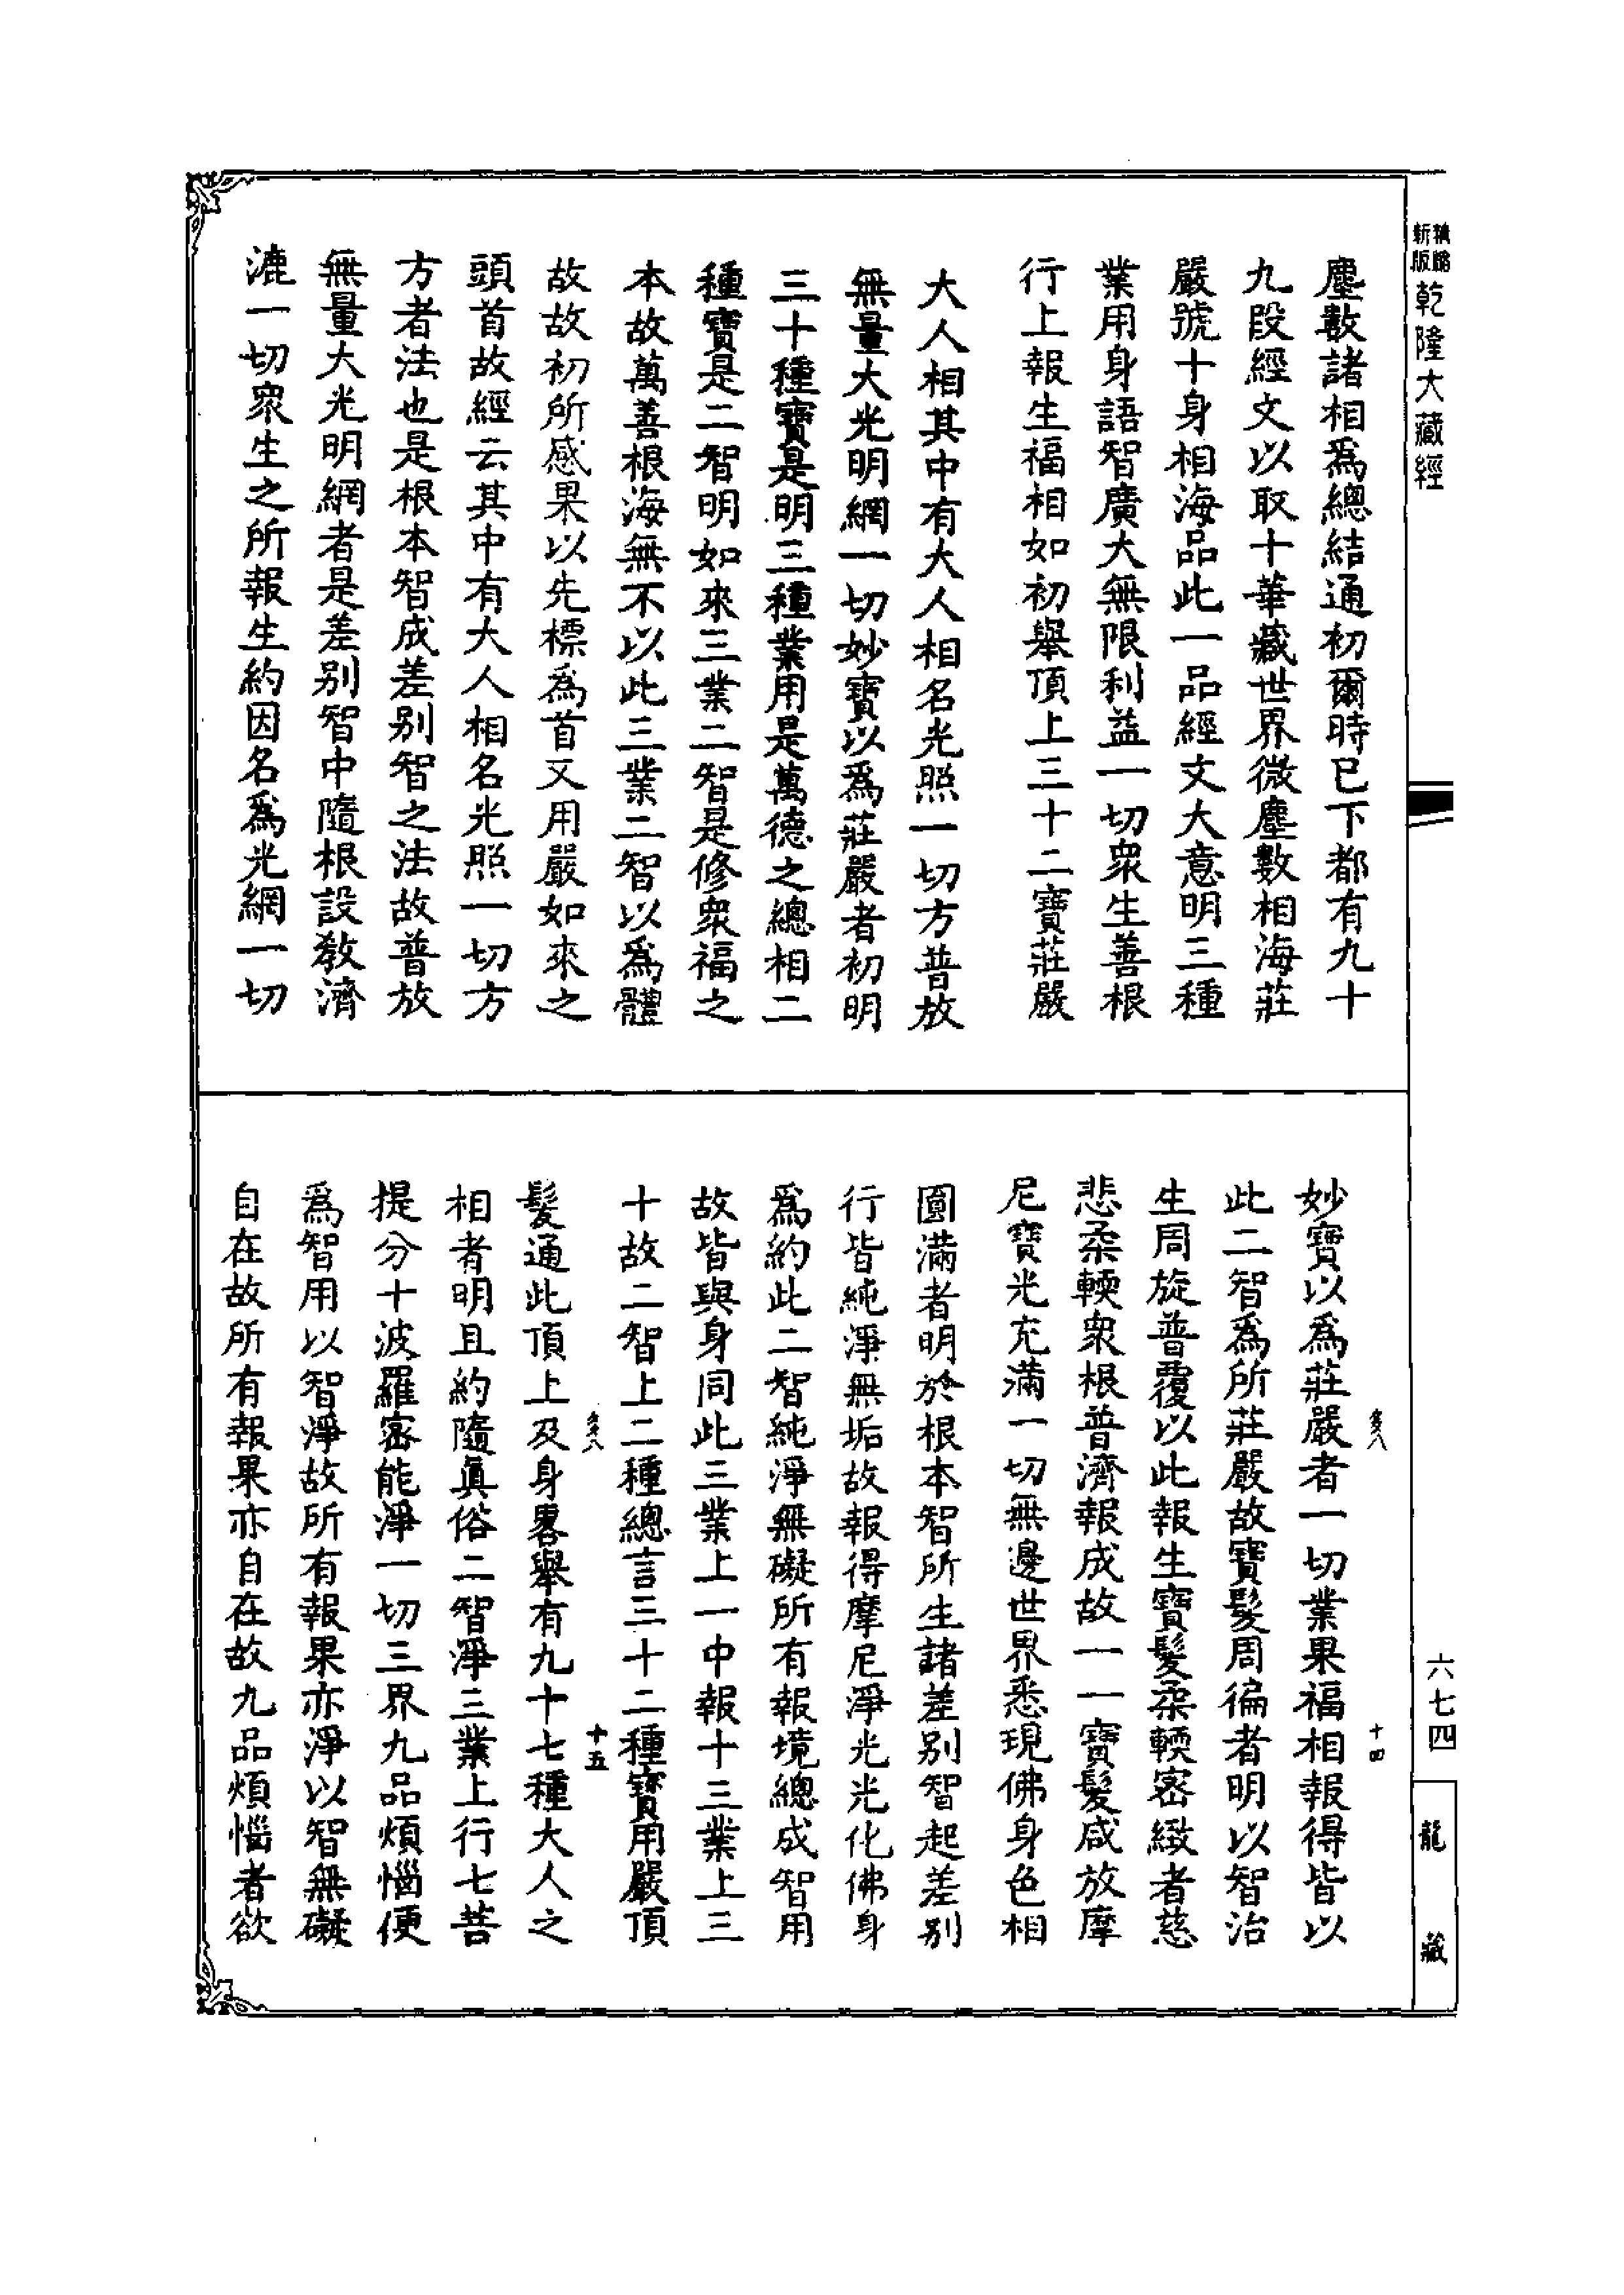 新版
精縮
乾隆大藏經
塵數諸相爲總結通初爾時已下都有九十
九段經文以取十華藏世界微塵數相海莊
嚴號十身相海品此一品經文大意明三種
業用身語智廣大無限利益一切衆生善根
行上報生福相如初舉頂上三十二寶莊嚴
大人相其中有大人相名光照一切方普放
無量大光明網一切妙寶以爲莊嚴者初明
三十種寶是明三種業用是萬德之總相二
種寶是二智明如來三業二智是修衆福之
本故萬善根海無不以此三業二智以爲體
故故初所感果以先標爲首又用嚴如來之
頭首故經云其中有大人相名光照一切方
方者法也是根本智成差别智之法故普放
無量大光明網者是差别智中隨根設教濟
漉一切衆生之所報生約因名爲光網一切
妙寶以爲莊嚴者一切業果福相報得皆以
此二智爲所莊嚴故寶髮周徧者明以智治
生周旋普覆以此報生寶髮柔輭密緻者慈
悲柔輭衆根普濟報成故一一寶髮咸放摩
尼寶光充滿一切無邊世界悉現佛身色相
圓滿者明於根本智所生諸差别智起差别
行皆純淨無垢故報得摩尼淨光光化佛身
爲約此二智純淨無礙所有報境總成智用
故皆與身同此三業上一中報十三業上三
十故二智上二種總言三十二種寶用嚴頂
髮通此頂上及身畧舉有九十七種大人之
相者明且約隨眞俗二智淨三業上行七菩
提分十波羅密能淨一切三界九品煩惱便
爲智用以智淨故所有報果亦淨以智無礙
自在故所有報果亦自在故九品煩惱者欲
多八
十四
多八
十五
六七四
龍藏